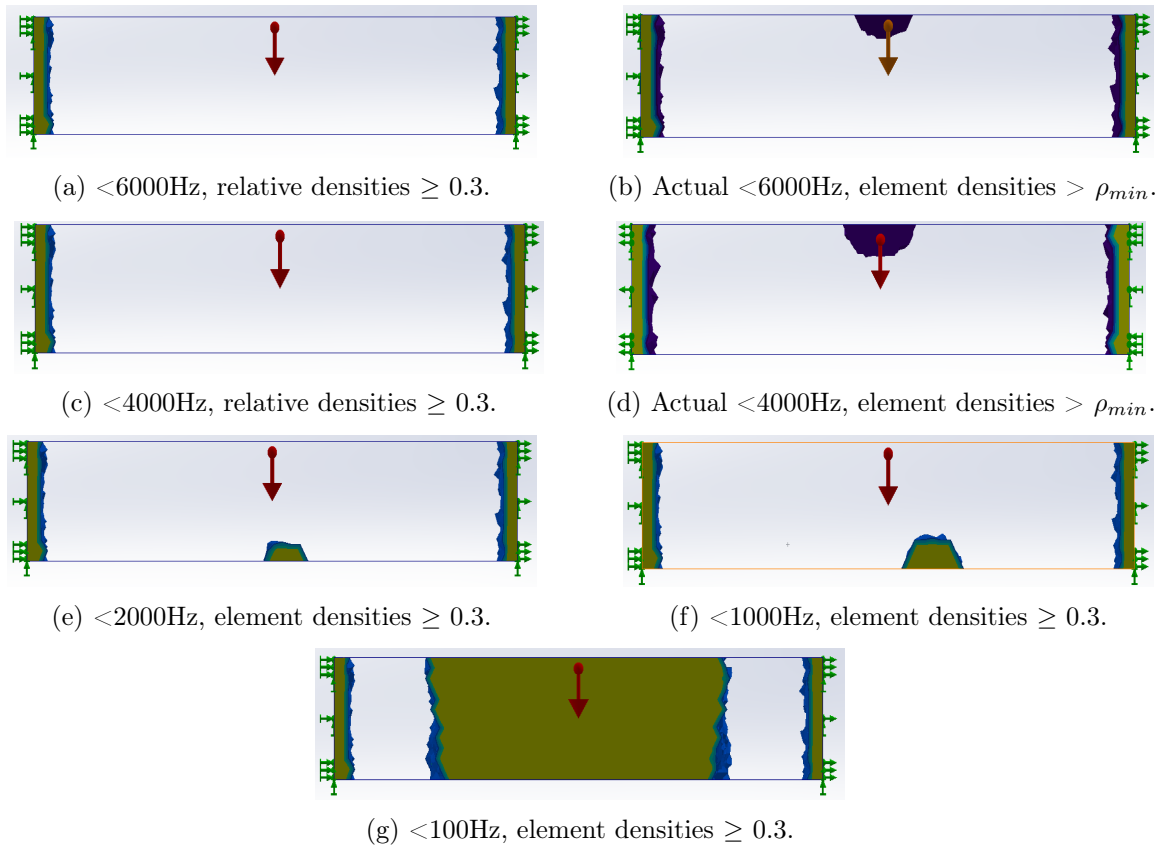 (a) <6000Hz, relative densities ≥ 0.3.
(b) Actual <6000Hz, element densities > ρmin.
(c) <4000Hz, relative densities ≥ 0.3.
(d) Actual <4000Hz, element densities > ρmin.
(e) <2000Hz, element densities ≥ 0.3.
(f) <1000Hz, element densities ≥ 0.3.
(g) <100Hz, element densities ≥ 0.3.